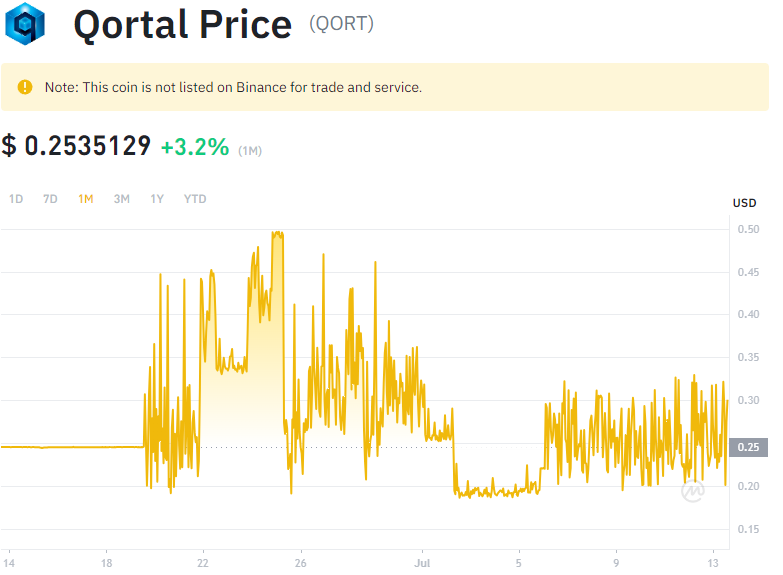 Qortal Price (QORT)
Note: This coin is not listed on Binance for trade and service.
$ 0.2535129 +3.2% (1M)
1D 7D 1M 3M 1Y YTD
USD
0.50
0.45
0.40
0.35
0.30
0.25
0.20
0.15
14 18 22 26 Jul 5 9 13